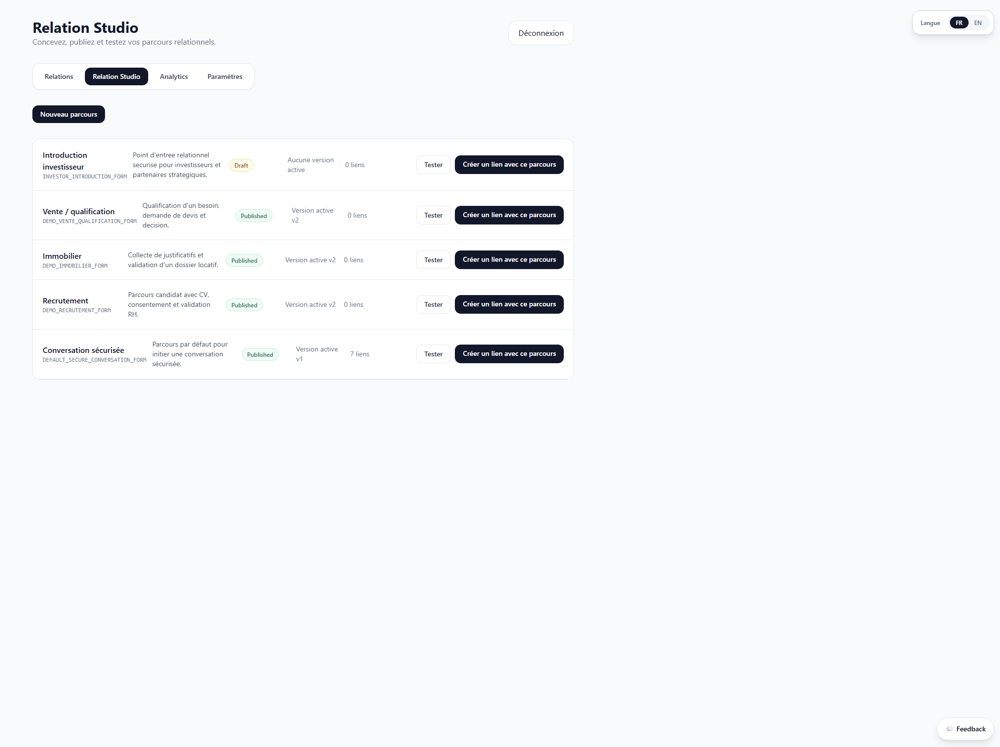 Relation Studio
Concevez, publiez et testez vos parcours relationnels.
Déconnexion
Langue FR EN
Relations Relation Studio Analytics Paramètres
Nouveau parcours
Introduction
investisseur
INVESTOR_INTRODUCTION_FORM
Point d'entree relationnel
securise pour investisseurs et
partenaires strategiques.
Draft
Aucune version
active
0 liens
Tester
Créer un lien avec ce parcours
Vente / qualification
DEMO_VENTE_QUALIFICATION_FORM
Qualification d'un besoin,
demande de devis et
decision.
Published
Version active
v2
0 liens
Tester
Créer un lien avec ce parcours
Immobilier
DEMO_IMMOBILIER_FORM
Collecte de justificatifs et
validation d'un dossier locatif.
Published
Version active v2
0 liens
Tester
Créer un lien avec ce parcours
Recrutement
DEMO_RECRUTEMENT_FORM
Parcours candidat avec CV,
consentement et validation
RH.
Published
Version active v2
0 liens
Tester
Créer un lien avec ce parcours
Conversation sécurisée
DEFAULT_SECURE_CONVERSATION_FORM
Parcours par défaut pour
initier une conversation
sécurisée.
Published
Version active
v1
7 liens
Tester
Créer un lien avec ce parcours
Feedback